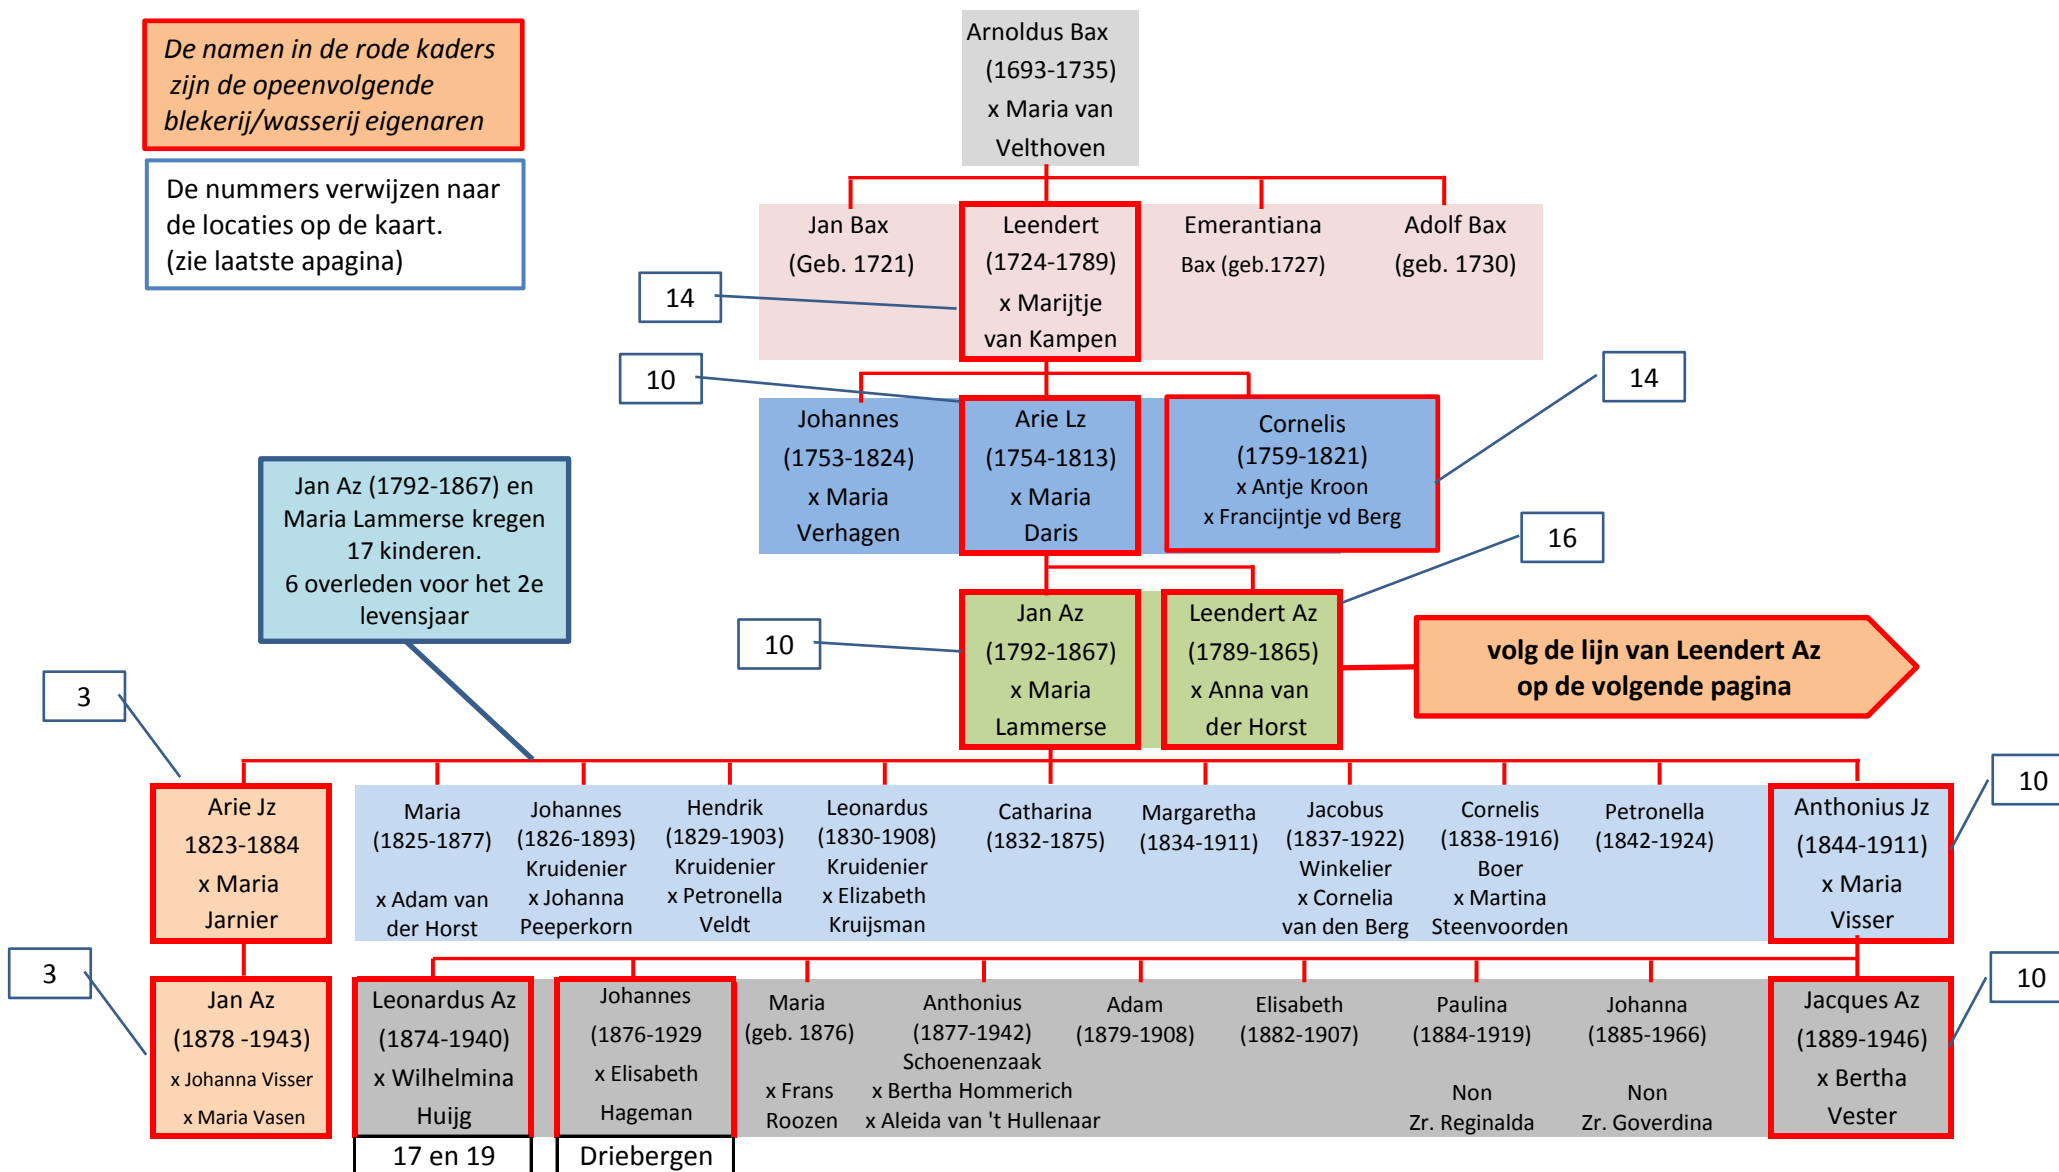 De namen in de rode kaders
zijn de opeenvolgende
blekerij/wasserij eigenaren
De nummers verwijzen naar
de locaties op de kaart.
(zie laatste apagina)
Arnoldus Bax
(1693-1735)
x Maria van
Velthoven
Jan Bax
(Geb. 1721)
Leendert
(1724-1789)
x Marijtje
van Kampen
Emerantiana
Bax (geb.1727)
Adolf Bax
(geb. 1730)
14
10
14
Johannes
(1753-1824)
x Maria
Verhagen
Arie Lz
(1754-1813)
x Maria
Daris
Cornelis
(1759-1821)
x Antje Kroon
x Francijntje vd Berg
Jan Az (1792-1867) en
Maria Lammerse kregen
17 kinderen.
6 overleden voor het 2e
levensjaar
16
10
Jan Az
(1792-1867)
x Maria
Lammerse
Leendert Az
(1789-1865)
x Anna van
der Horst
volg de lijn van Leendert Az
op de volgende pagina
3
10
Arie Jz
1823-1884
x Maria
Jarnier
Maria
(1825-1877)
x Adam van
der Horst
Johannes
(1826-1893)
Kruidenier
x Johanna
Peeperkorn
Hendrik
(1829-1903)
Kruidenier
x Petronella
Veldt
Leonardus
(1830-1908)
Kruidenier
x Elizabeth
Kruijsman
Catharina
(1832-1875)
Margaretha
(1834-1911)
Jacobus
(1837-1922)
Winkelier
x Cornelia
van den Berg
Cornelis
(1838-1916)
Boer
x Martina
Steenvoorden
Petronella
(1842-1924)
Anthonius Jz
(1844-1911)
x Maria
Visser
3
10
Jan Az
(1878 -1943)
x Johanna Visser
x Maria Vasen
Leonardus Az
(1874-1940)
x Wilhelmina
Huijg
17 en 19
Johannes
(1876-1929
x Elisabeth
Hageman
Driebergen
Maria
(geb. 1876)
x Frans
Roozen
Anthonius
(1877-1942)
Schoenenzaak
x Bertha Hommerich
x Aleida van 't Hullenaar
Adam
(1879-1908)
Elisabeth
(1882-1907)
Paulina
(1884-1919)
Non
Zr. Reginalda
Johanna
(1885-1966)
Non
Zr. Goverdina
Jacques Az
(1889-1946)
x Bertha
Vester